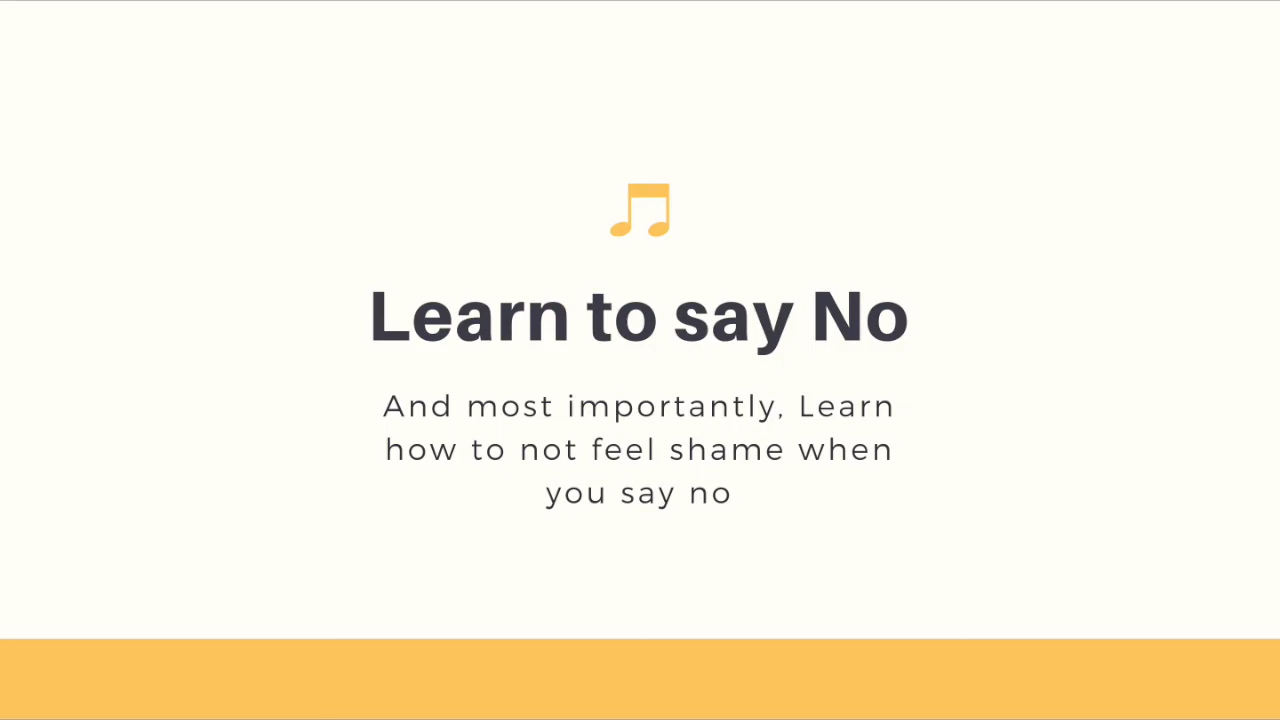 Learn to say No
And most importantly, Learn
how to not feel shame when
you say no